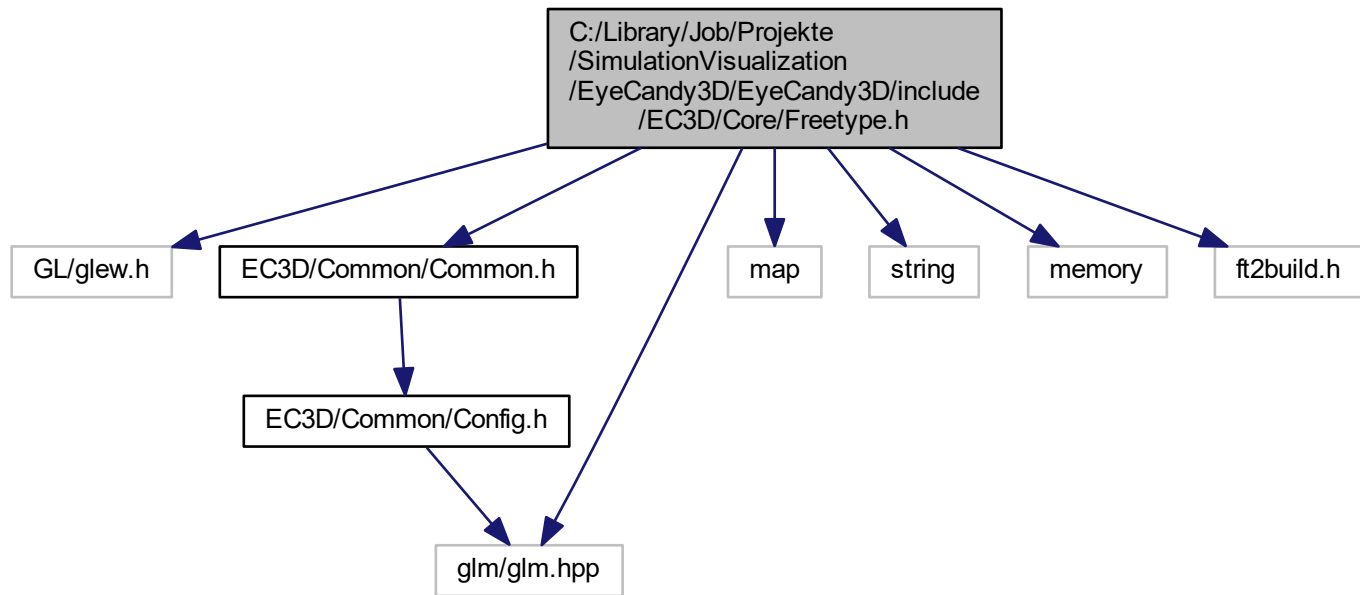 C:/Library/Job/Projekte
/SimulationVisualization
/EyeCandy3D/EyeCandy3D/include
/EC3D/Core/Freetype.h
GL/glew.h
EC3D/Common/Common.h
map
string
memory
ft2build.h
EC3D/Common/Config.h
glm/glm.hpp